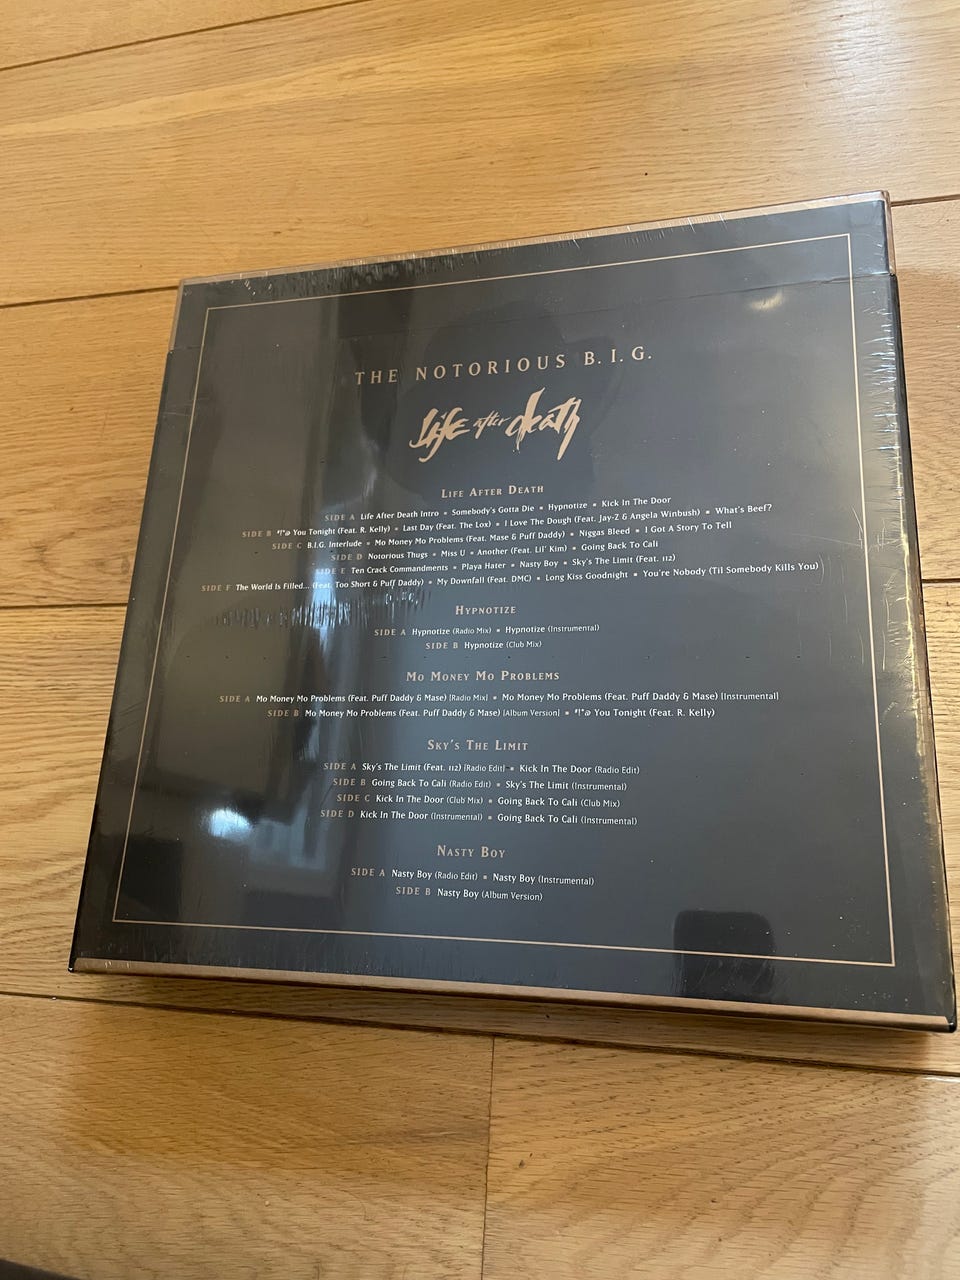 THE NOTORIOUS B.I.G.
Life after death
LIFE AFTER DEATH
SIDE A Life After Death Intro ▪ Somebody's Gotta Die ▪ Hypnotize ▪ Kick In The Door
SIDE B #!*@ You Tonight (Feat. R. Kelly) ▪ Last Day (Feat. The Lox) ▪ I Love The Dough (Feat. Jay-Z & Angela Winbush) ▪ What's Beef?
SIDE C B.I.G. Interlude ▪ Mo Money Mo Problems (Feat. Mase & Puff Daddy) ▪ Niggas Bleed ▪ I Got A Story To Tell
SIDE D Notorious Thugs ▪ Miss U ▪ Another (Feat. Lil' Kim) ▪ Going Back To Cali
SIDE E Ten Crack Commandments ▪ Playa Hater ▪ Nasty Boy ▪ Sky's The Limit (Feat. 112)
SIDE F The World Is Filled... (Feat. Too Short & Puff Daddy) ▪ My Downfall (Feat. DMC) ▪ Long Kiss Goodnight ▪ You're Nobody (Til Somebody Kills You)
HYPNOTIZE
SIDE A Hypnotize (Radio Mix) ▪ Hypnotize (Instrumental)
SIDE B Hypnotize (Club Mix)
MO MONEY MO PROBLEMS
SIDE A Mo Money Mo Problems (Feat. Puff Daddy & Mase) [Radio Mix] ▪ Mo Money Mo Problems (Feat. Puff Daddy & Mase) [Instrumental]
SIDE B Mo Money Mo Problems (Feat. Puff Daddy & Mase) [Album Version] ▪ #!*@ You Tonight (Feat. R. Kelly)
SKY'S THE LIMIT
SIDE A Sky's The Limit (Feat. 112) [Radio Edit] ▪ Kick In The Door (Radio Edit)
SIDE B Going Back To Cali (Radio Edit) ▪ Sky's The Limit (Instrumental)
SIDE C Kick In The Door (Club Mix) ▪ Going Back To Cali (Club Mix)
SIDE D Kick In The Door (Instrumental) ▪ Going Back To Cali (Instrumental)
NASTY BOY
SIDE A Nasty Boy (Radio Edit) ▪ Nasty Boy (Instrumental)
SIDE B Nasty Boy (Album Version)